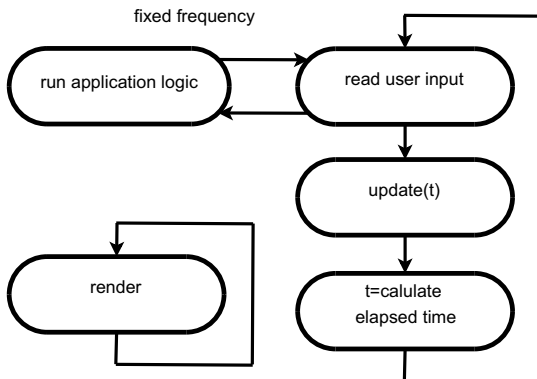 fixed frequency
run application logic
read user input
update(t)
render
t=calulate
elapsed time